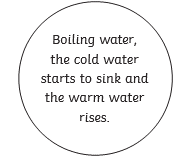 Boiling water,
the cold water
starts to sink and
the warm water
rises.